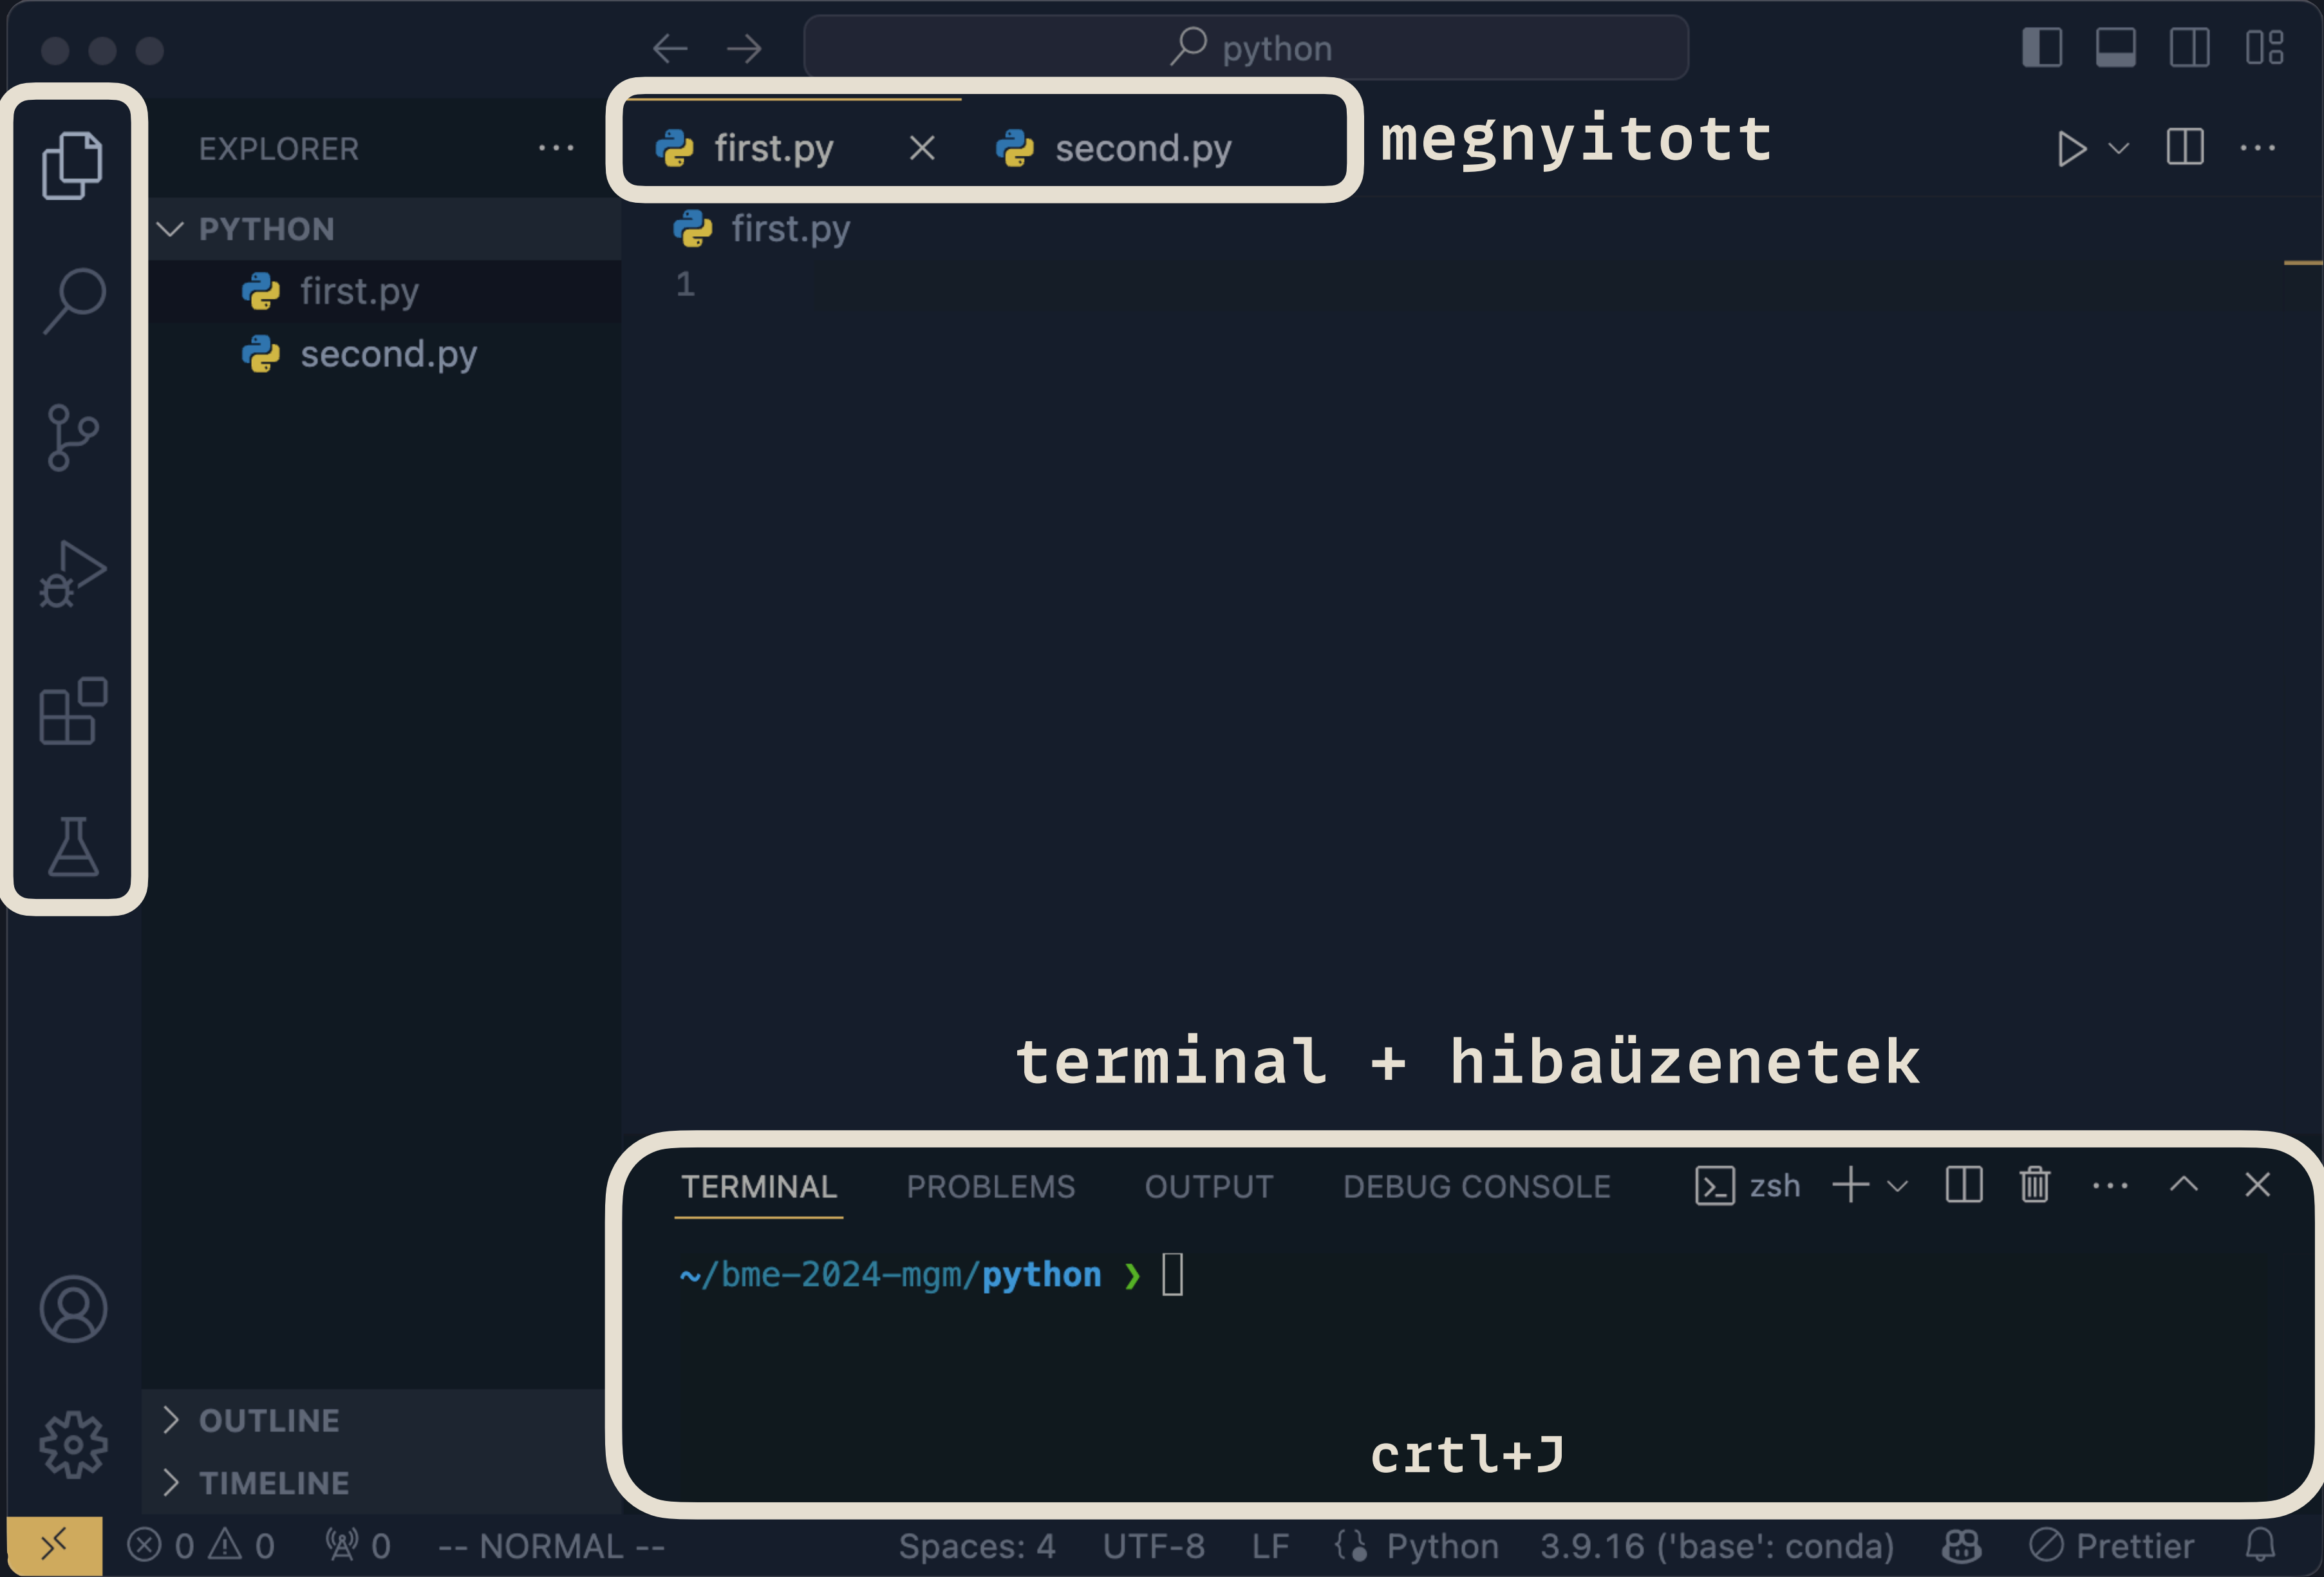 python
EXPLORER
first.py
second.py
megnyitott
PYTHON
first.py
first.py
second.py
1
terminal + hibaüzenetek
TERMINAL PROBLEMS OUTPUT DEBUG CONSOLE zsh
~/bme-2024-mgm/python ❯
crtl+J
OUTLINE
TIMELINE
0 0 0 -- NORMAL -- Spaces: 4 UTF-8 LF Python 3.9.16 ('base': conda) Prettier